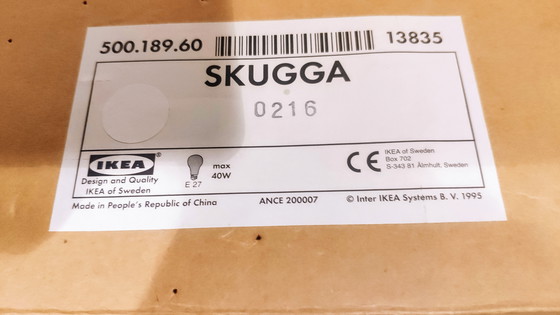 500.189.60 13835
SKUGGA
0216
IKEA®
Design and Quality
IKEA of Sweden
E 27
max
40W
CE
IKEA of Sweden
Box 702
S-343 81 Älmhult, Sweden
Made in People's Republic of China ANCE 200007 © Inter IKEA Systems B. V. 1995